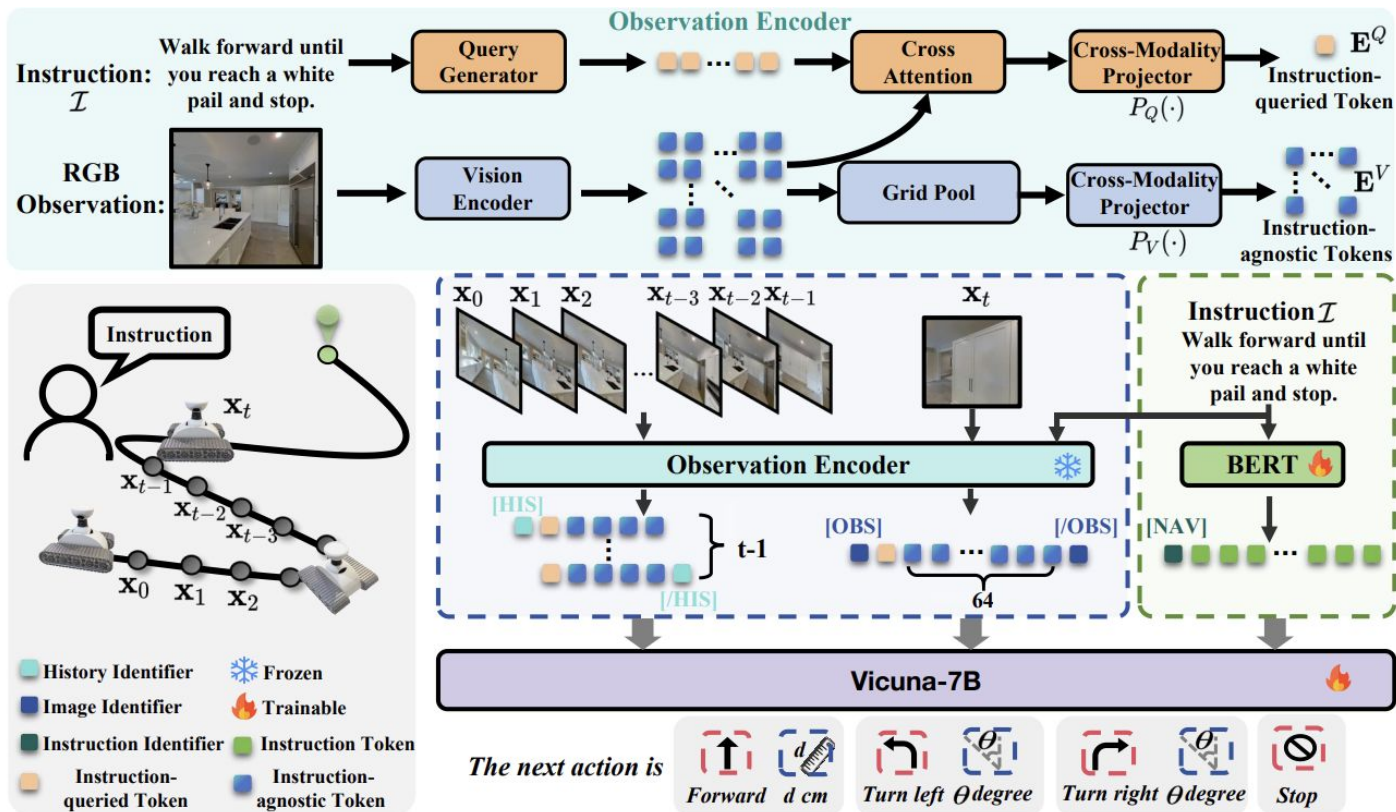 Observation Encoder
Instruction:
𝓘
Walk forward until
you reach a white
pail and stop.
Query
Generator
Cross
Attention
Cross-Modality
Projector
P_Q(·)
E^Q
Instruction-
queried Token
RGB
Observation:
Vision
Encoder
Grid Pool
Cross-Modality
Projector
P_V(·)
E^V
Instruction-
agnostic Tokens
Instruction
x_t
x_{t−1}
x_{t−2}
x_{t−3}
x_0
x_1
x_2
History Identifier
Frozen
Image Identifier
Trainable
Instruction Identifier
Instruction Token
Instruction-
queried Token
Instruction-
agnostic Token
x_0
x_1
x_2
x_{t−3}
x_{t−2}
x_{t−1}
x_t
...
Observation Encoder
[HIS]
[/HIS]
t-1
[OBS]
[/OBS]
64
Instruction 𝓘
Walk forward until
you reach a white
pail and stop.
BERT
[NAV]
Vicuna-7B
The next action is
d
Θ
Θ
Forward d cm
Turn left Θ degree
Turn right Θ degree
Stop